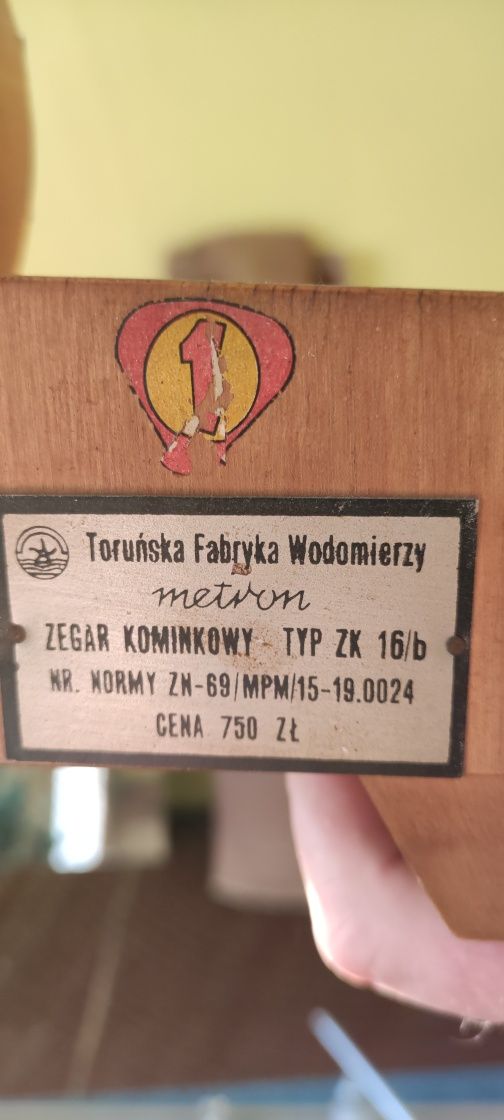 1
Toruńska Fabryka Wodomierzy
metron
ZEGAR KOMINKOWY TYP ZK 16/b
NR. NORMY ZN-69/MPM/15-19.0024
CENA 750 ZŁ